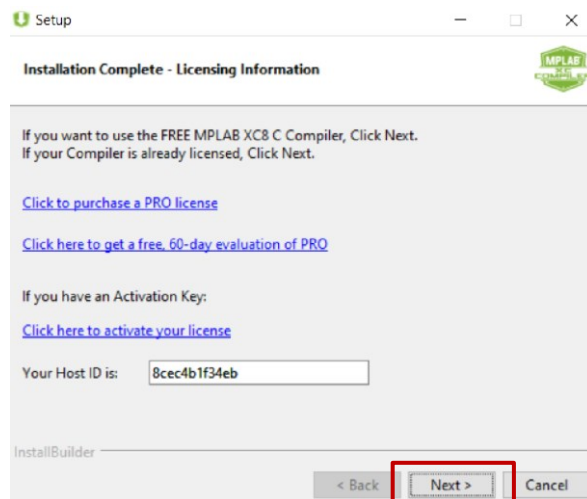 Setup
Installation Complete - Licensing Information
MPLAB
XC
COMPILER
If you want to use the FREE MPLAB XC8 C Compiler, Click Next.
If your Compiler is already licensed, Click Next.
Click to purchase a PRO license
Click here to get a free, 60-day evaluation of PRO
If you have an Activation Key:
Click here to activate your license
Your Host ID is: 8cec4b1f34eb
InstallBuilder
< Back Next > Cancel